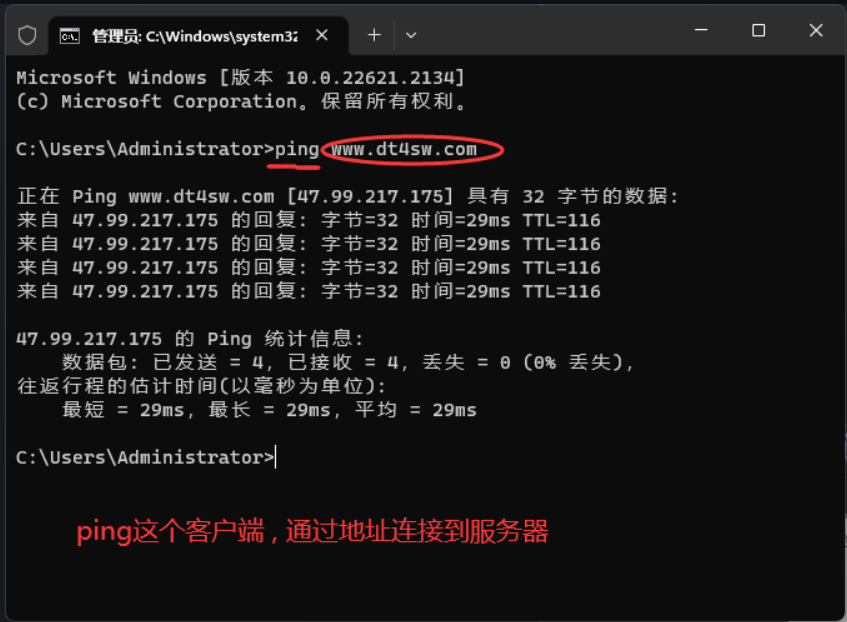 管理员: C:\Windows\system32
Microsoft Windows [版本 10.0.22621.2134]
(c) Microsoft Corporation。保留所有权利。
C:\Users\Administrator>ping www.dt4sw.com
正在 Ping www.dt4sw.com [47.99.217.175] 具有 32 字节的数据:
来自 47.99.217.175 的回复: 字节=32 时间=29ms TTL=116
来自 47.99.217.175 的回复: 字节=32 时间=29ms TTL=116
来自 47.99.217.175 的回复: 字节=32 时间=29ms TTL=116
来自 47.99.217.175 的回复: 字节=32 时间=29ms TTL=116
47.99.217.175 的 Ping 统计信息:
数据包: 已发送 = 4, 已接收 = 4, 丢失 = 0 (0% 丢失),
往返行程的估计时间(以毫秒为单位):
最短 = 29ms, 最长 = 29ms, 平均 = 29ms
C:\Users\Administrator>
ping这个客户端，通过地址连接到服务器